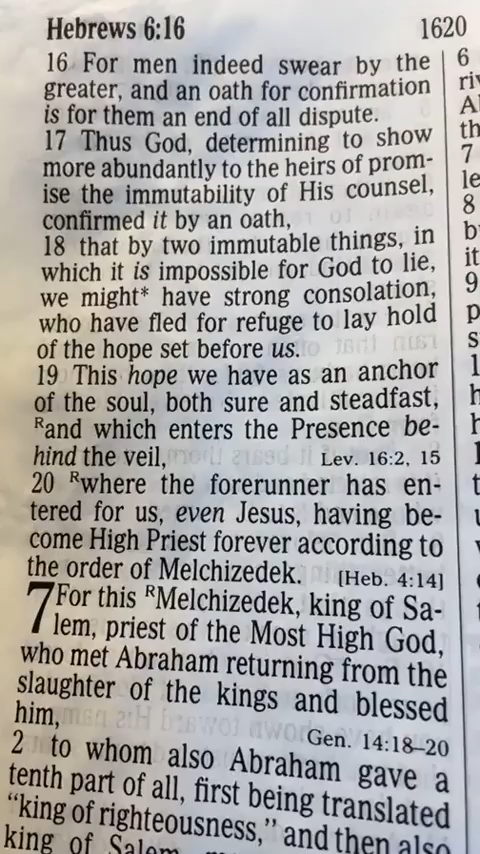 Hebrews 6:16
1620
16 For men indeed swear by the
greater, and an oath for confirmation
is for them an end of all dispute.
17 Thus God, determining to show
more abundantly to the heirs of prom-
ise the immutability of His counsel,
confirmed it by an oath,
18 that by two immutable things, in
which it is impossible for God to lie,
we might* have strong consolation,
who have fled for refuge to lay hold
of the hope set before us.
19 This hope we have as an anchor
of the soul, both sure and steadfast,
Rand which enters the Presence be-
hind the veil, Lev. 16:2, 15
20 Rwhere the forerunner has en-
tered for us, even Jesus, having be-
come High Priest forever according to
the order of Melchizedek. [Heb. 4:14]
7 For this RMelchizedek, king of Sa-
lem, priest of the Most High God,
who met Abraham returning from the
slaughter of the kings and blessed
him, Gen. 14:18–20
2 to whom also Abraham gave a
tenth part of all, first being translated
"king of righteousness," and then also
king of Salem,
6
7
8
9